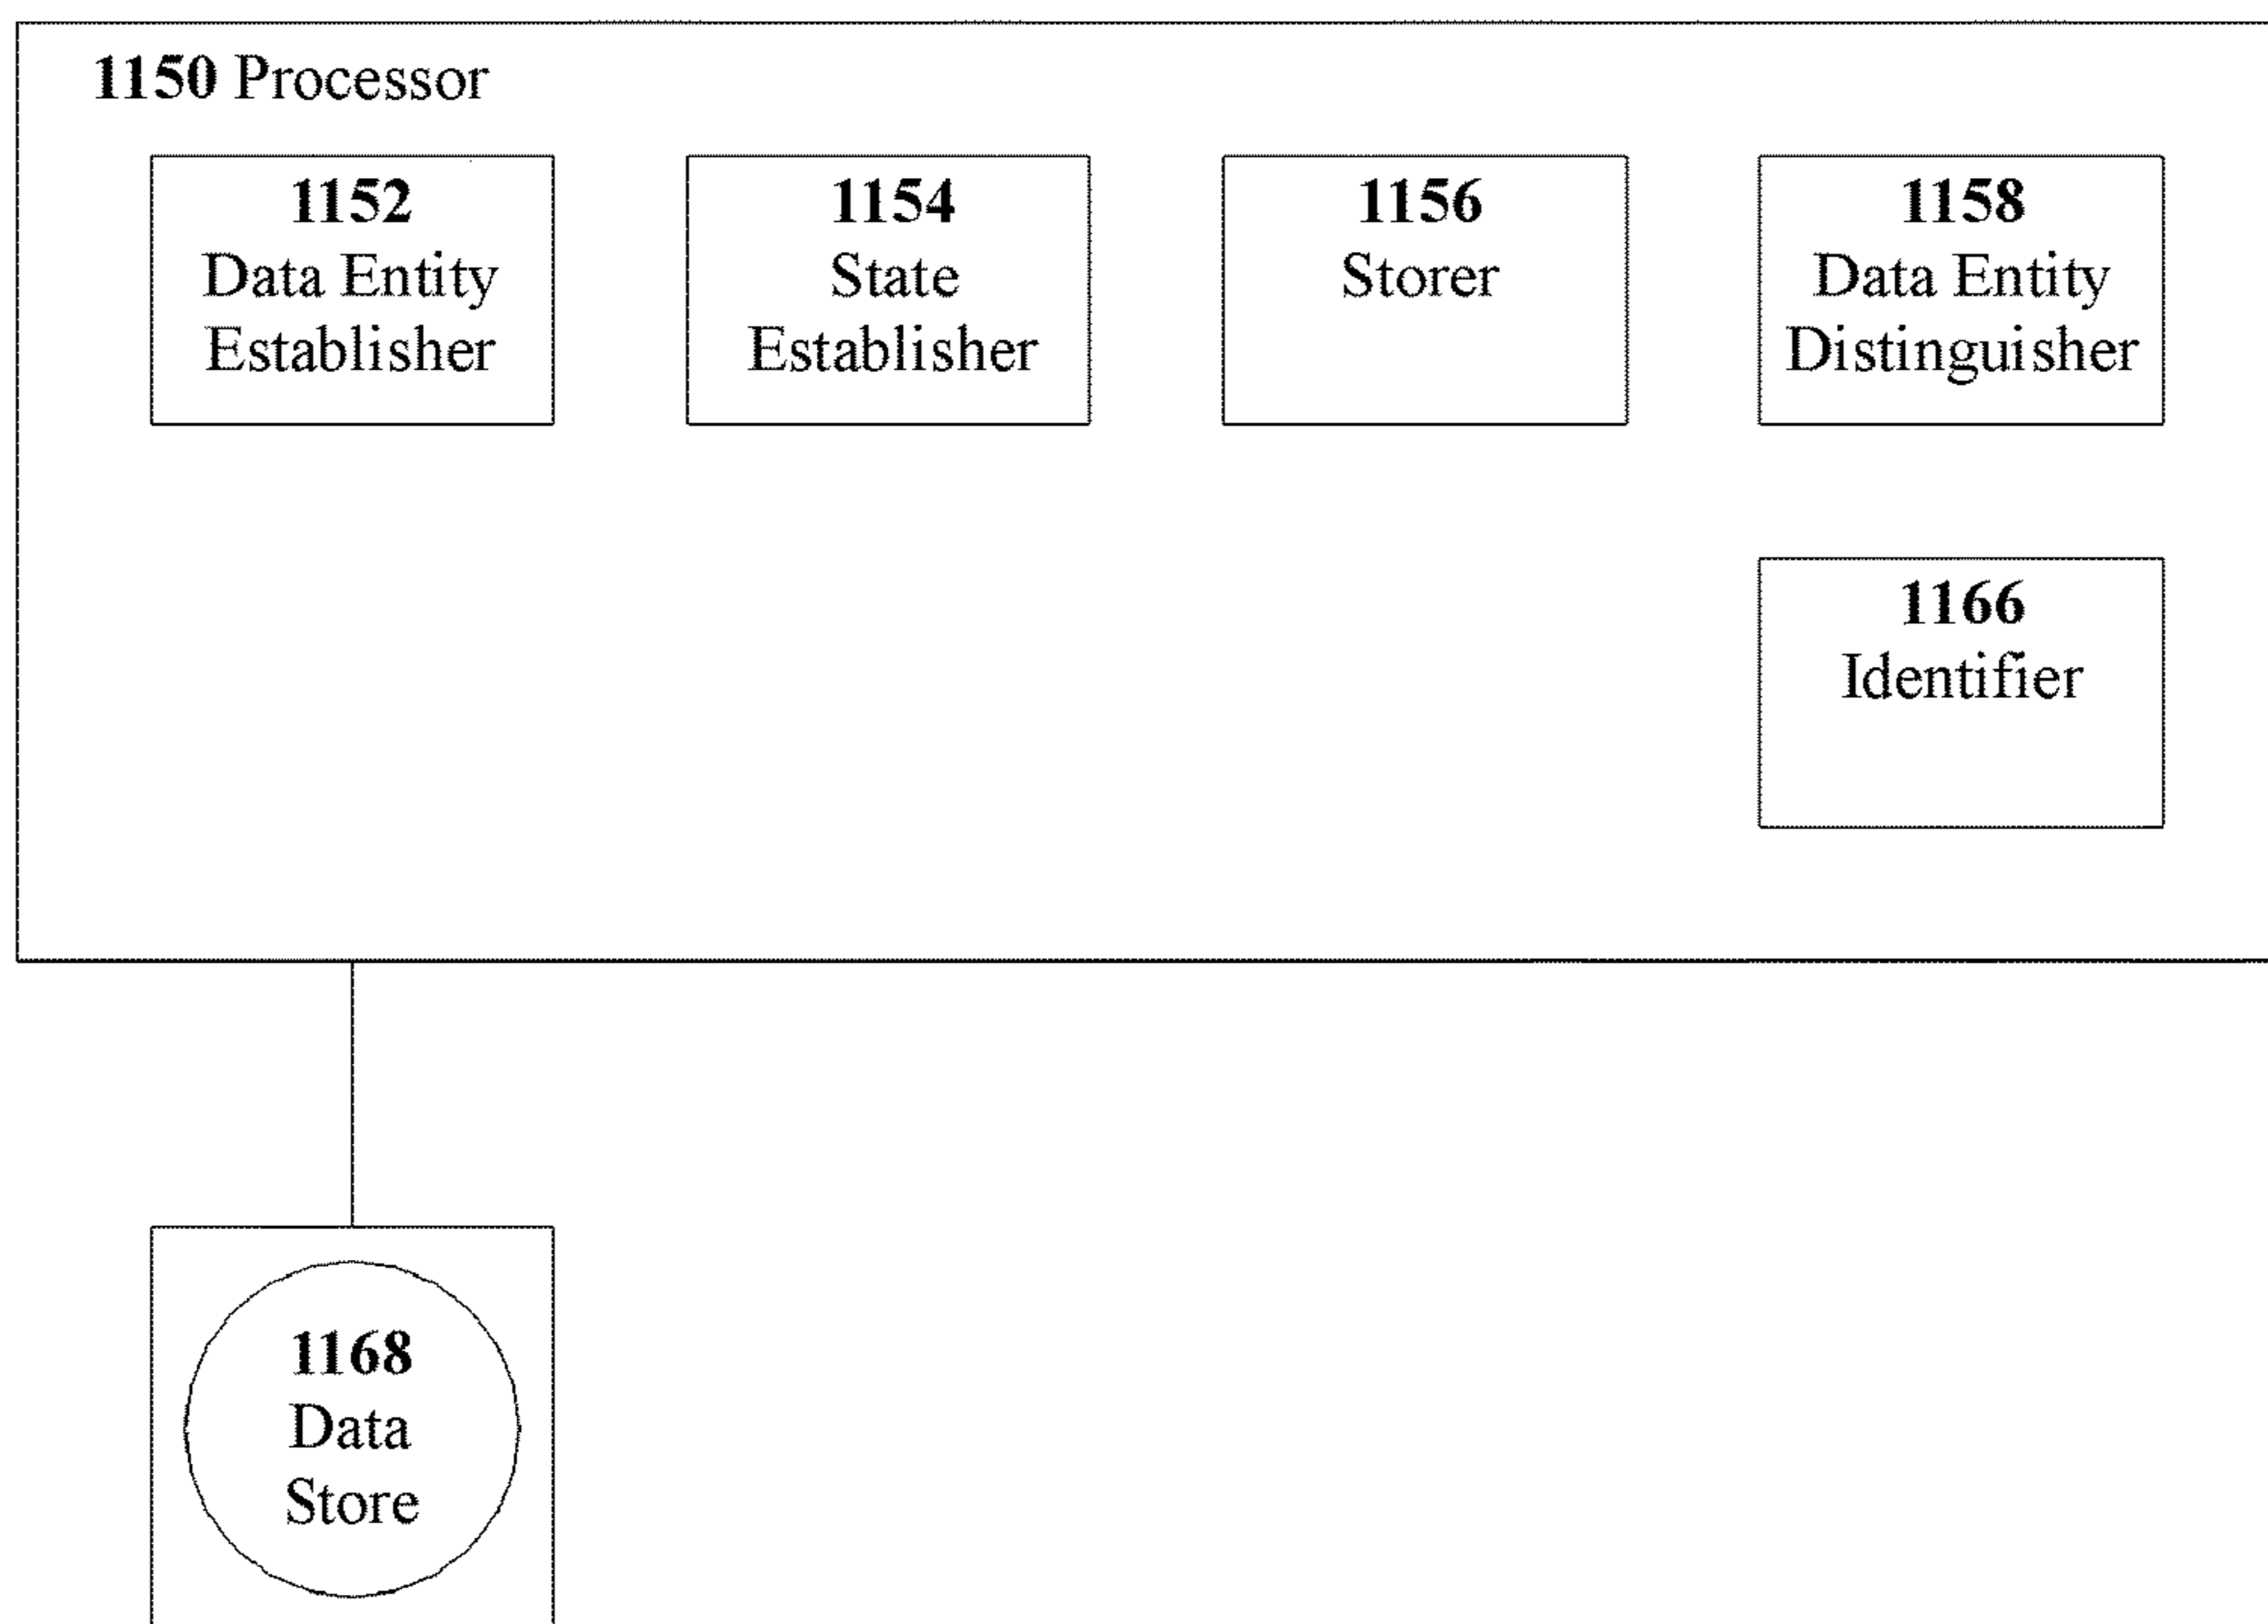 1150 Processor
1152
Data Entity
Establisher
1154
State
Establisher
1156
Storer
1158
Data Entity
Distinguisher
1166
Identifier
1168
Data
Store